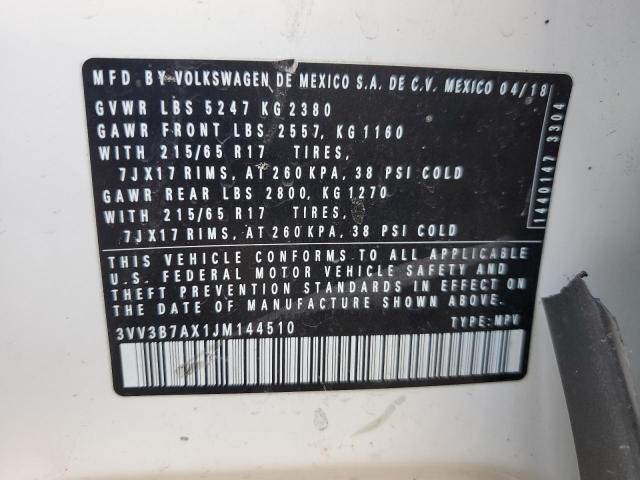 MFD BY VOLKSWAGEN DE MEXICO S.A. DE C.V. MEXICO 04/18
GVWR LBS 5247 KG 2380
GAWR FRONT LBS 2557, KG 1160
WITH 215/65 R17 TIRES,
7JX17 RIMS, AT 260 KPA, 38 PSI COLD
GAWR REAR LBS 2800, KG 1270
WITH 215/65 R17 TIRES,
7JX17 RIMS, AT 260 KPA, 38 PSI COLD
1440147 3304
THIS VEHICLE CONFORMS TO ALL APPLICABLE
U.S. FEDERAL MOTOR VEHICLE SAFETY AND
THEFT PREVENTION STANDARDS IN EFFECT ON
THE DATE OF MANUFACTURE SHOWN ABOVE.
3VV3B7AX1JM144510 TYPE: MPV